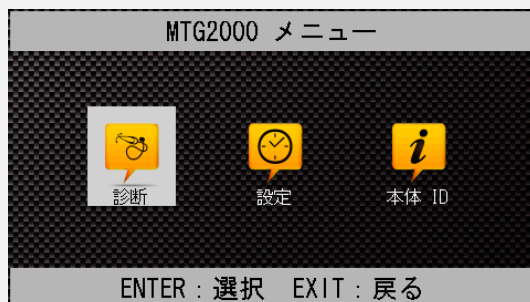 MTG2000 メニュー
診断
設定
本体 ID
ENTER：選択 EXIT：戻る